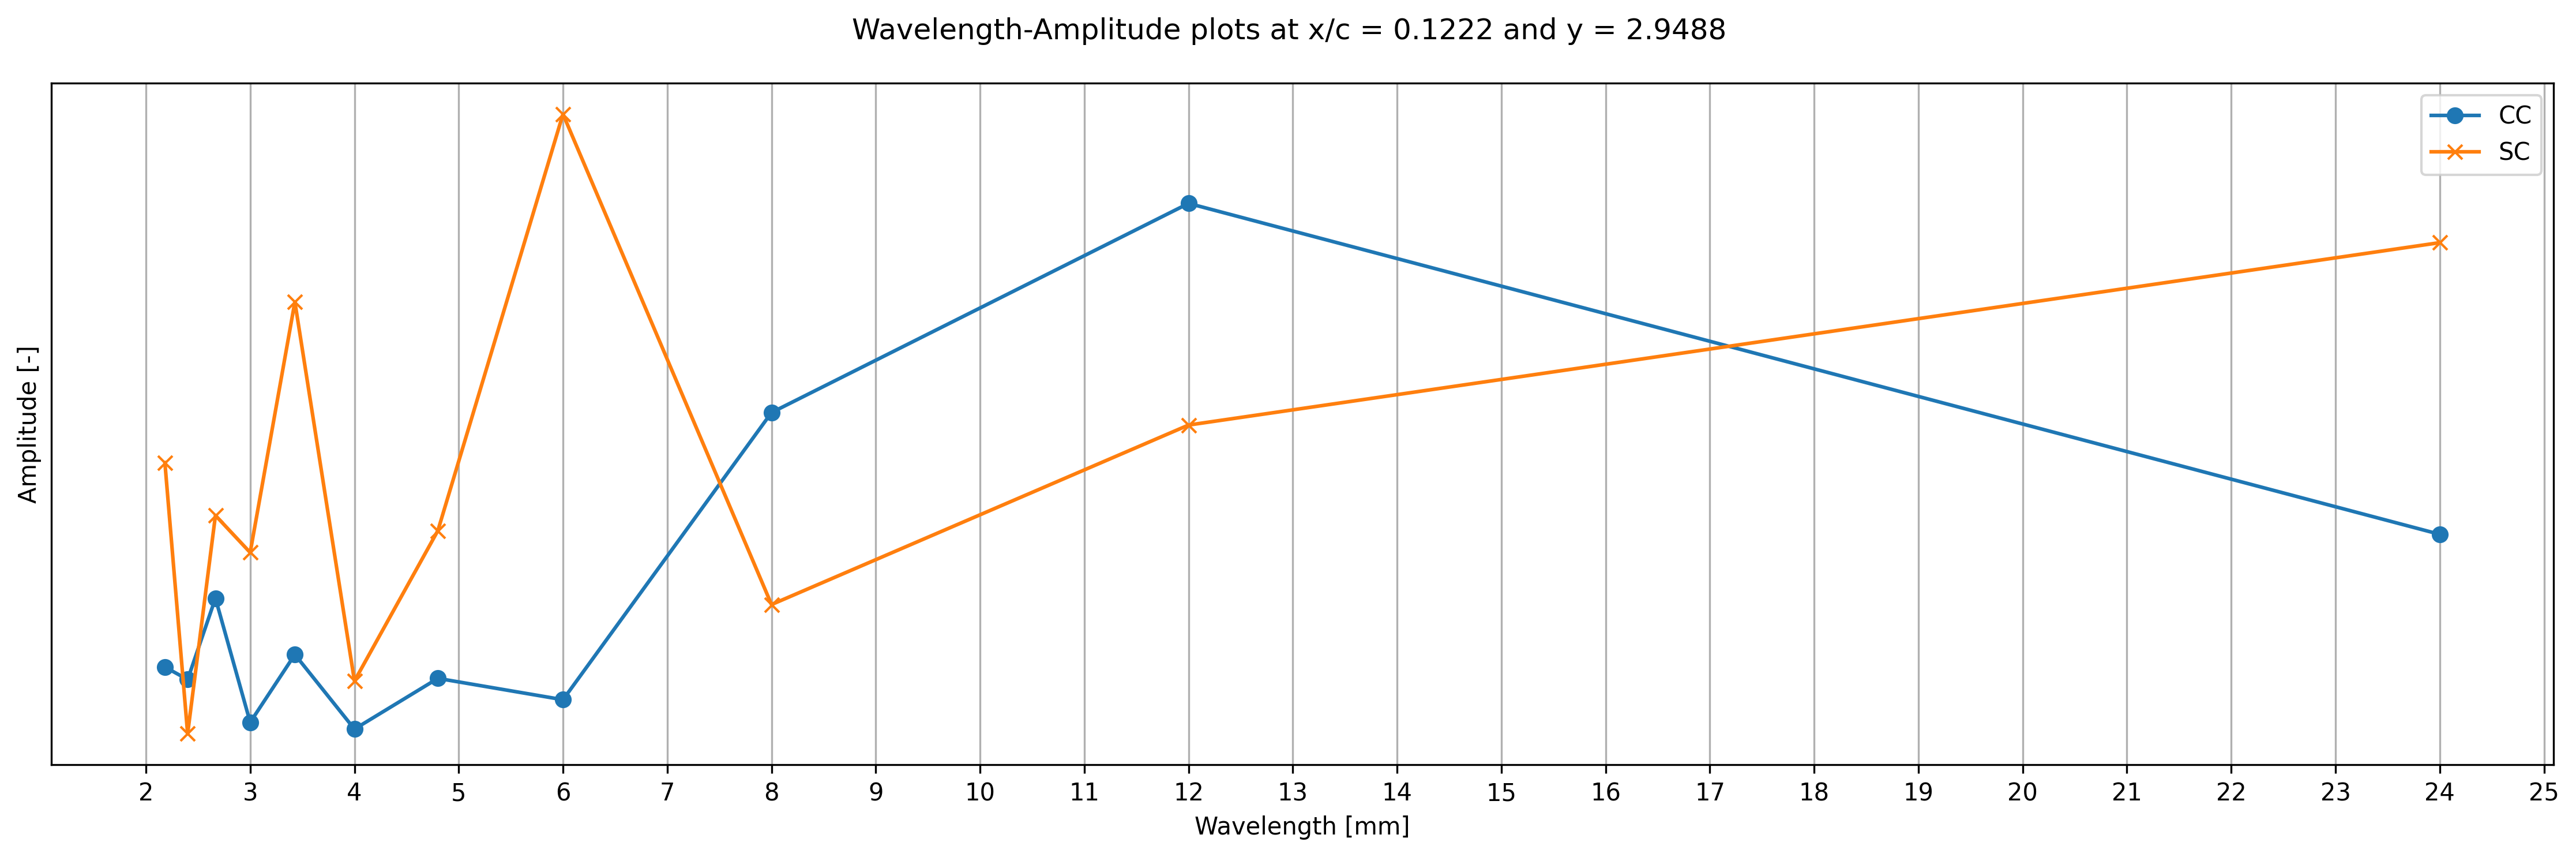 Wavelength-Amplitude plots at x/c = 0.1222 and y = 2.9488
CC
SC
Amplitude [-]
2 3 4 5 6 7 8 9 10 11 12 13 14 15 16 17 18 19 20 21 22 23 24 25
Wavelength [mm]